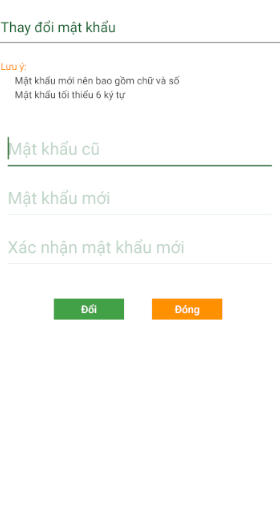 Thay đổi mật khẩu
Lưu ý:
Mật khẩu mới nên bao gồm chữ và số
Mật khẩu tối thiểu 6 ký tự
Mật khẩu cũ
Mật khẩu mới
Xác nhận mật khẩu mới
Đổi
Đóng